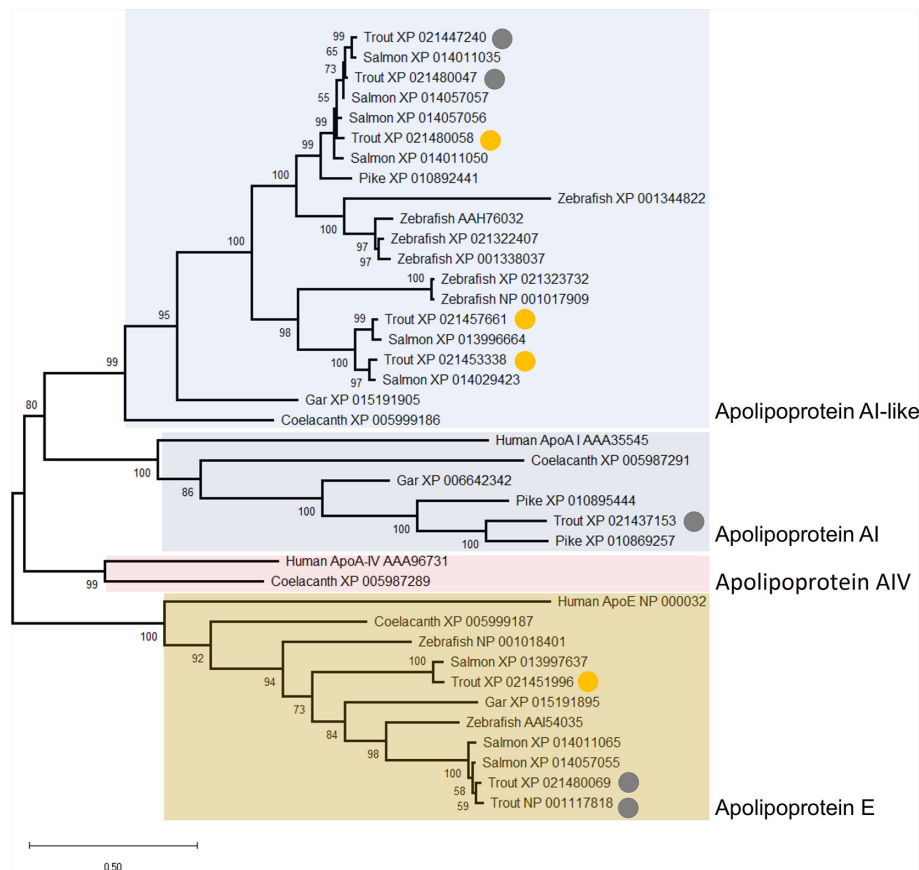 99
Trout XP 021447240
65
Salmon XP 014011035
73
Trout XP 021480047
55
Salmon XP 014057057
Salmon XP 014057056
99
Trout XP 021480058
99
Salmon XP 014011050
Pike XP 010892441
100
Zebrafish XP 001344822
Zebrafish AAH76032
100
Zebrafish XP 021322407
97
Zebrafish XP 001338037
97
100
Zebrafish XP 021323732
100
Zebrafish NP 001017909
95
Trout XP 021457661
99
98
Salmon XP 013996664
Trout XP 021453338
100
99
Salmon XP 014029423
97
Gar XP 015191905
Apolipoprotein AI-like
Coelacanth XP 005999186
80
Human ApoA I AAA35545
100
Coelacanth XP 005987291
86
Gar XP 006642342
Pike XP 010895444
100
Trout XP 021437153
100
Apolipoprotein AI
Pike XP 010869257
100
Human ApoA-IV AAA96731
Coelacanth XP 005987289
99
Apolipoprotein AIV
Human ApoE NP 000032
100
Coelacanth XP 005999187
92
Zebrafish NP 001018401
94
Salmon XP 013997637
100
Trout XP 021451996
73
Gar XP 015191895
84
Zebrafish AAI54035
98
Salmon XP 014011065
Salmon XP 014057055
100
Trout XP 021480069
58
Trout NP 001117818
59
Apolipoprotein E
0.50